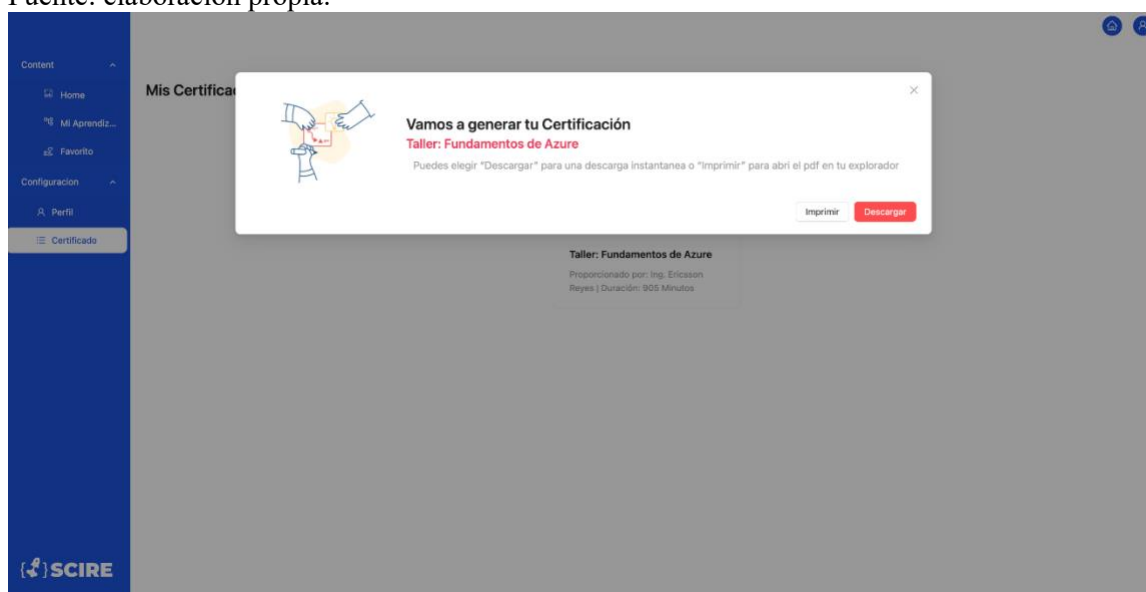 Fuente: elaboración propia.
Content
Home
Mi Aprendiz...
Favorito
Configuracion
Perfil
Certificado
{ }SCIRE
Mis Certifica
Vamos a generar tu Certificación
Taller: Fundamentos de Azure
Puedes elegir "Descargar" para una descarga instantanea o "Imprimir" para abri el pdf en tu explorador
Imprimir Descargar
Taller: Fundamentos de Azure
Proporcionado por: Ing. Ericsson
Reyes | Duración: 905 Minutos